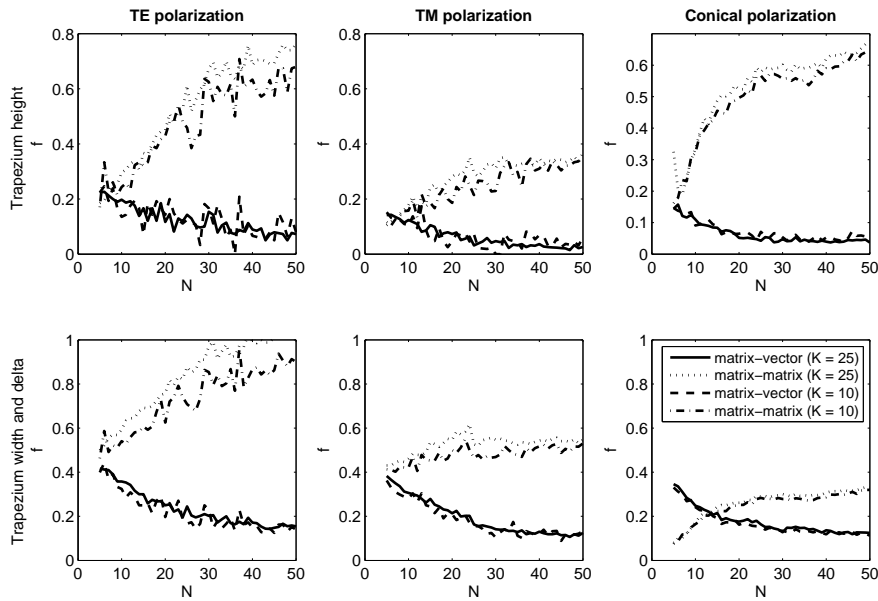 TE polarization
TM polarization
Conical polarization
Trapezium height
f
0.8
0.6
0.4
0.2
0
0 10 20 30 40 50
N
f
0.8
0.6
0.4
0.2
0
0 10 20 30 40 50
N
f
0.6
0.5
0.4
0.3
0.2
0.1
0
0 10 20 30 40 50
N
Trapezium width and delta
f
1
0.8
0.6
0.4
0.2
0
0 10 20 30 40 50
N
f
1
0.8
0.6
0.4
0.2
0
0 10 20 30 40 50
N
f
1
0.8
0.6
0.4
0.2
0
0 10 20 30 40 50
N
matrix−vector (K = 25)
matrix−matrix (K = 25)
matrix−vector (K = 10)
matrix−matrix (K = 10)